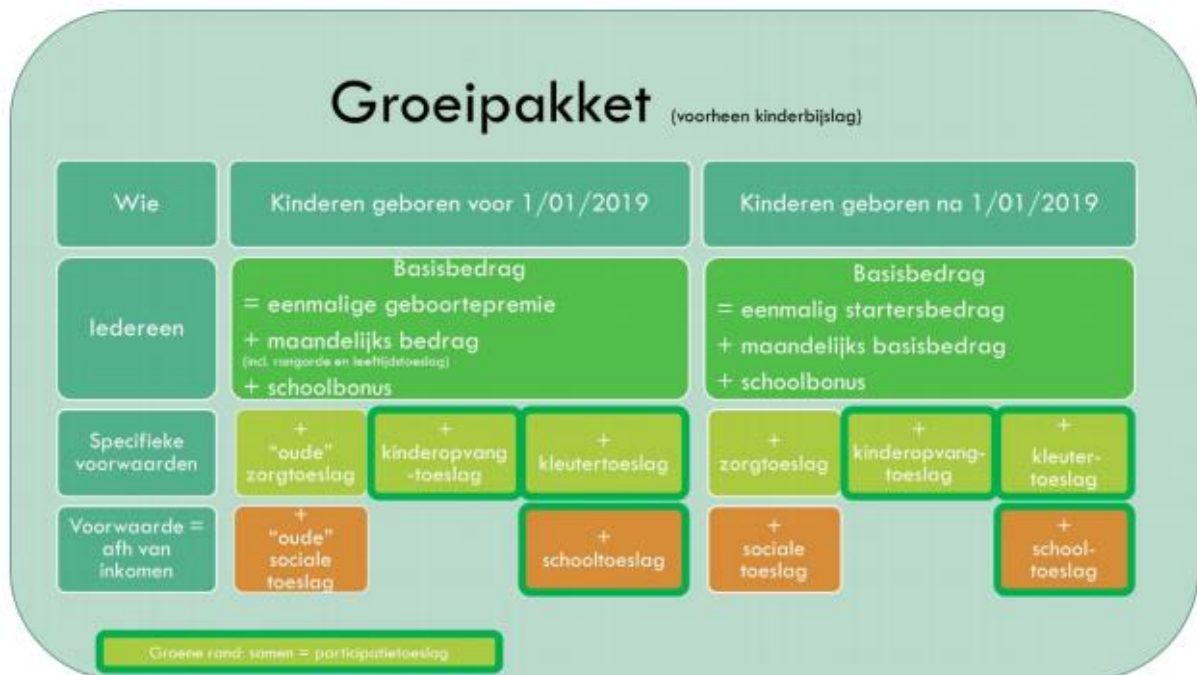 Groeipakket (voorheen kinderbijslag)
Wie
Kinderen geboren voor 1/01/2019
Kinderen geboren na 1/01/2019
Iedereen
Basisbedrag
= eenmalige geboortepremie
+ maandelijks bedrag
(incl. rangorde en leeftijdstoeslag)
+ schoolbonus
Basisbedrag
= eenmalig startersbedrag
+ maandelijks basisbedrag
+ schoolbonus
Specifieke
voorwaarden
+
"oude"
zorgtoeslag
+
kinderopvang
-toeslag
+
kleutertoeslag
+
zorgtoeslag
+
kinderopvang-
toeslag
+
kleuter-
toeslag
Voorwaarde =
afh van
inkomen
+
"oude"
sociale
toeslag
+
schooltoeslag
+
sociale
toeslag
+
school-
toeslag
Groene rand: samen = participatietoeslag